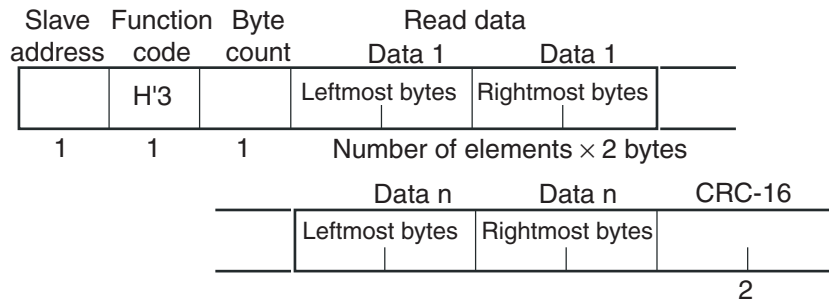 Slave Function Byte Read data
address code count Data 1 Data 1
H'3 Leftmost bytes Rightmost bytes
1 1 1 Number of elements × 2 bytes
Data n Data n CRC-16
Leftmost bytes Rightmost bytes
2